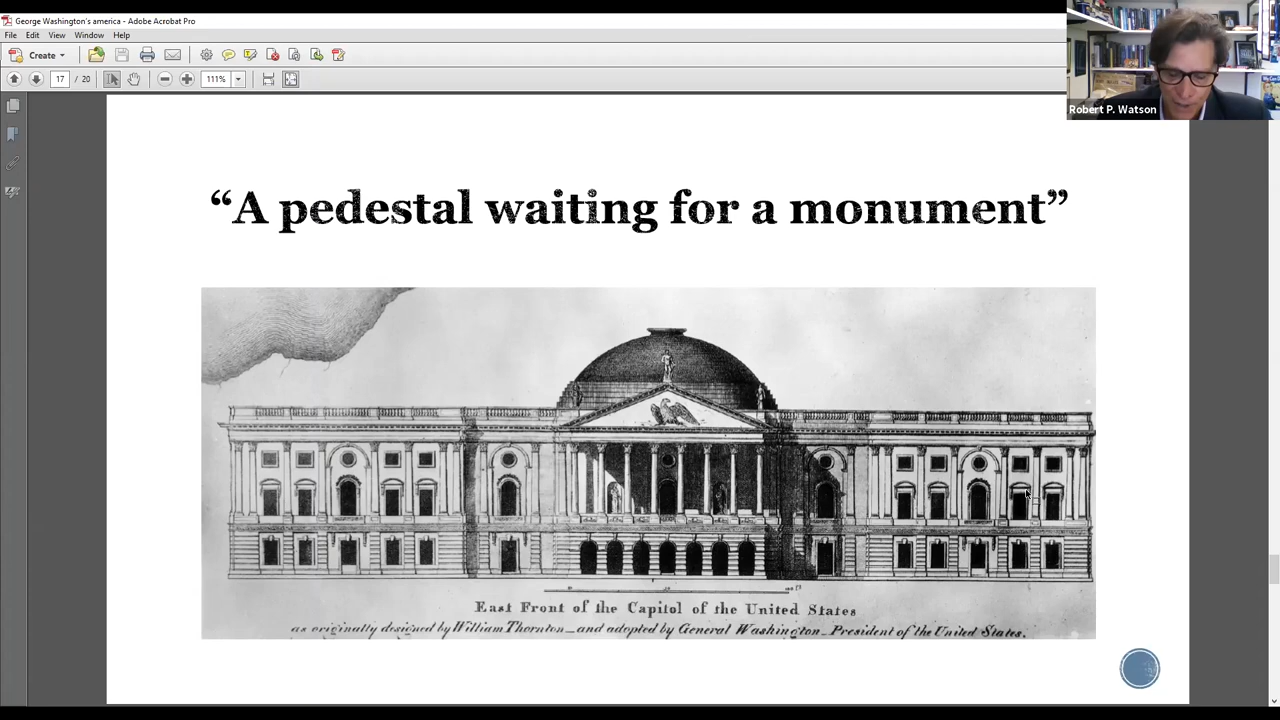 George Washington's america - Adobe Acrobat Pro
File Edit View Window Help
Create
17 / 20
111%
Robert P. Watson
“A pedestal waiting for a monument”
East Front of the Capitol of the United States
as originally designed by William Thornton and adopted by General Washington President of the United States.